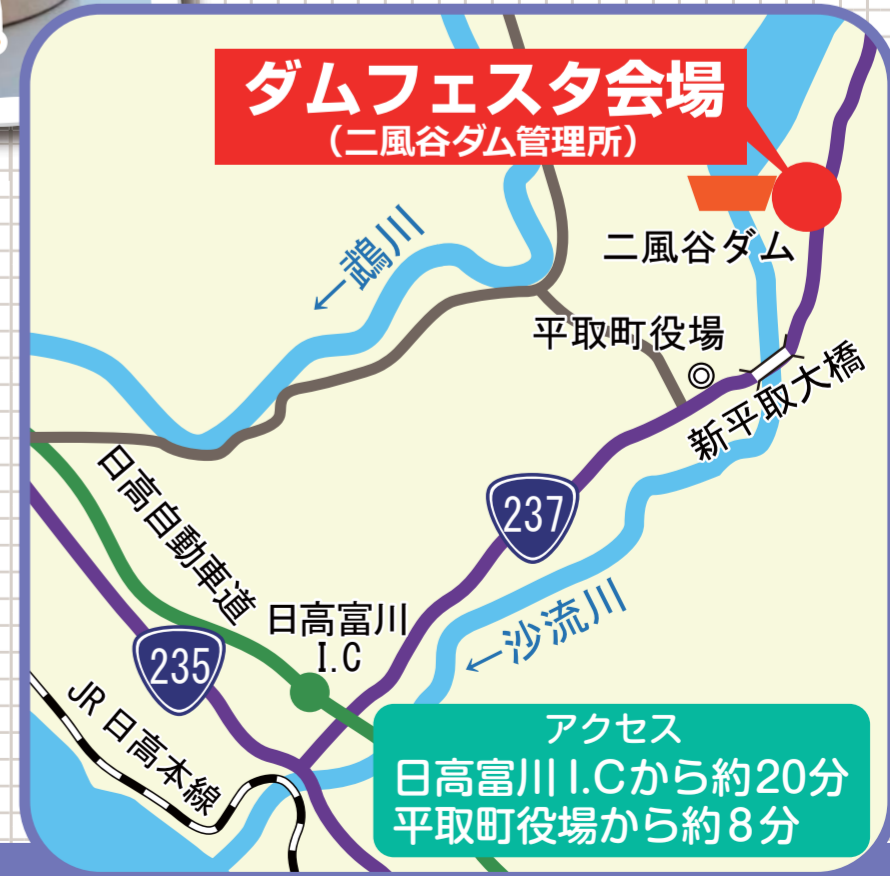 ダムフェスタ会場
（二風谷ダム管理所）
←鵡川
二風谷ダム
平取町役場
新平取大橋
237
日高自動車道
日高富川
I.C
←沙流川
235
JR日高本線
アクセス
日高富川I.Cから約20分
平取町役場から約8分